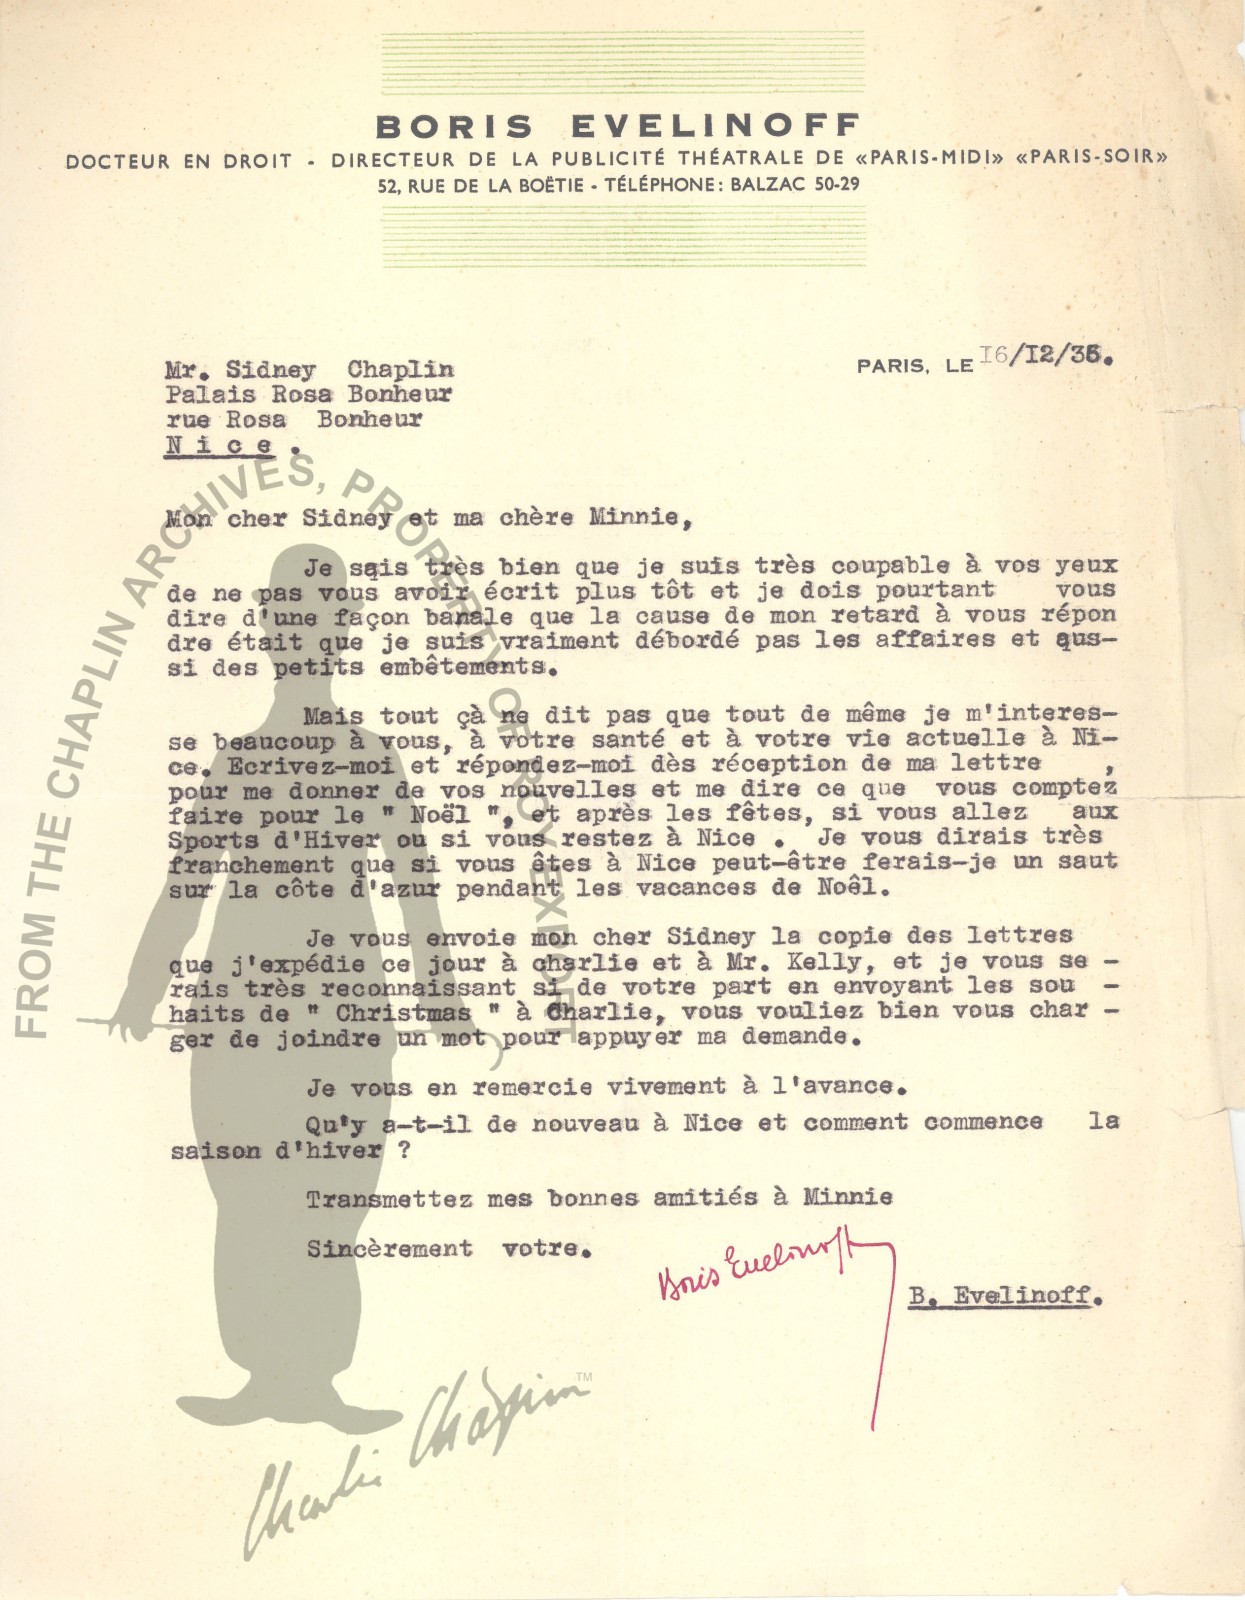 BORIS EVELINOFF
DOCTEUR EN DROIT - DIRECTEUR DE LA PUBLICITÉ THÉATRALE DE «PARIS-MIDI» «PARIS-SOIR»
52, RUE DE LA BOËTIE - TÉLÉPHONE: BALZAC 50-29
PARIS, LE I6/I2/36.
Mr. Sidney Chaplin
Palais Rosa Bonheur
rue Rosa Bonheur
N i c e .
Mon cher Sidney et ma chère Minnie,
Je sais très bien que je suis très coupable à vos yeux
de ne pas vous avoir écrit plus tôt et je dois pourtant vous
dire d'une façon banale que la cause de mon retard à vous répon
dre était que je suis vraiment débordé pas les affaires et aus-
si des petits embêtements.
Mais tout çà ne dit pas que tout de même je m'interes-
se beaucoup à vous, à votre santé et à votre vie actuelle à Ni-
ce. Ecrivez-moi et répondez-moi dès réception de ma lettre ,
pour me donner de vos nouvelles et me dire ce que vous comptez
faire pour le " Noël ", et après les fêtes, si vous allez aux
Sports d'Hiver ou si vous restez à Nice . Je vous dirais très
franchement que si vous êtes à Nice peut-être ferais-je un saut
sur la côte d'azur pendant les vacances de Noêl.
Je vous envoie mon cher Sidney la copie des lettres
que j'expédie ce jour à charlie et à Mr. Kelly, et je vous se -
rais très reconnaissant si de votre part en envoyant les sou -
haits de " Christmas " à Charlie, vous vouliez bien vous char -
ger de joindre un mot pour appuyer ma demande.
Je vous en remercie vivement à l'avance.
Qu'y a-t-il de nouveau à Nice et comment commence la
saison d'hiver ?
Transmettez mes bonnes amitiés à Minnie
Sincèrement votre.
Boris Evelinoff
B. Evelinoff.
FROM THE CHAPLIN ARCHIVES, PROPERTY OF ROY EXPORT
Charlie Chaplin™